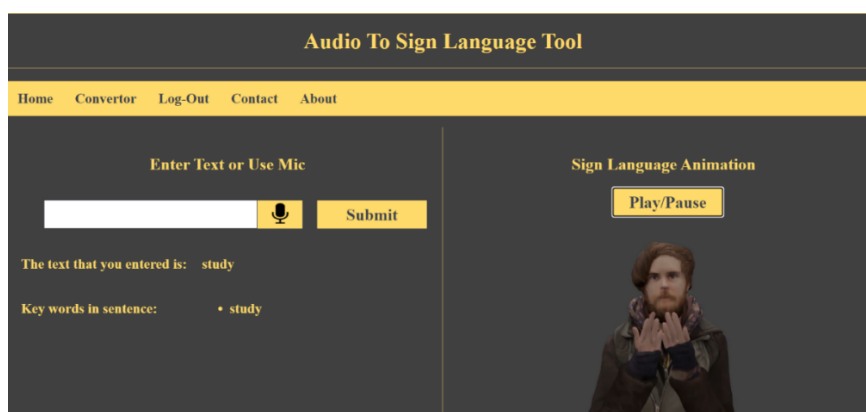 Audio To Sign Language Tool
Home Convertor Log-Out Contact About
Enter Text or Use Mic
Submit
The text that you entered is: study
Key words in sentence: • study
Sign Language Animation
Play/Pause